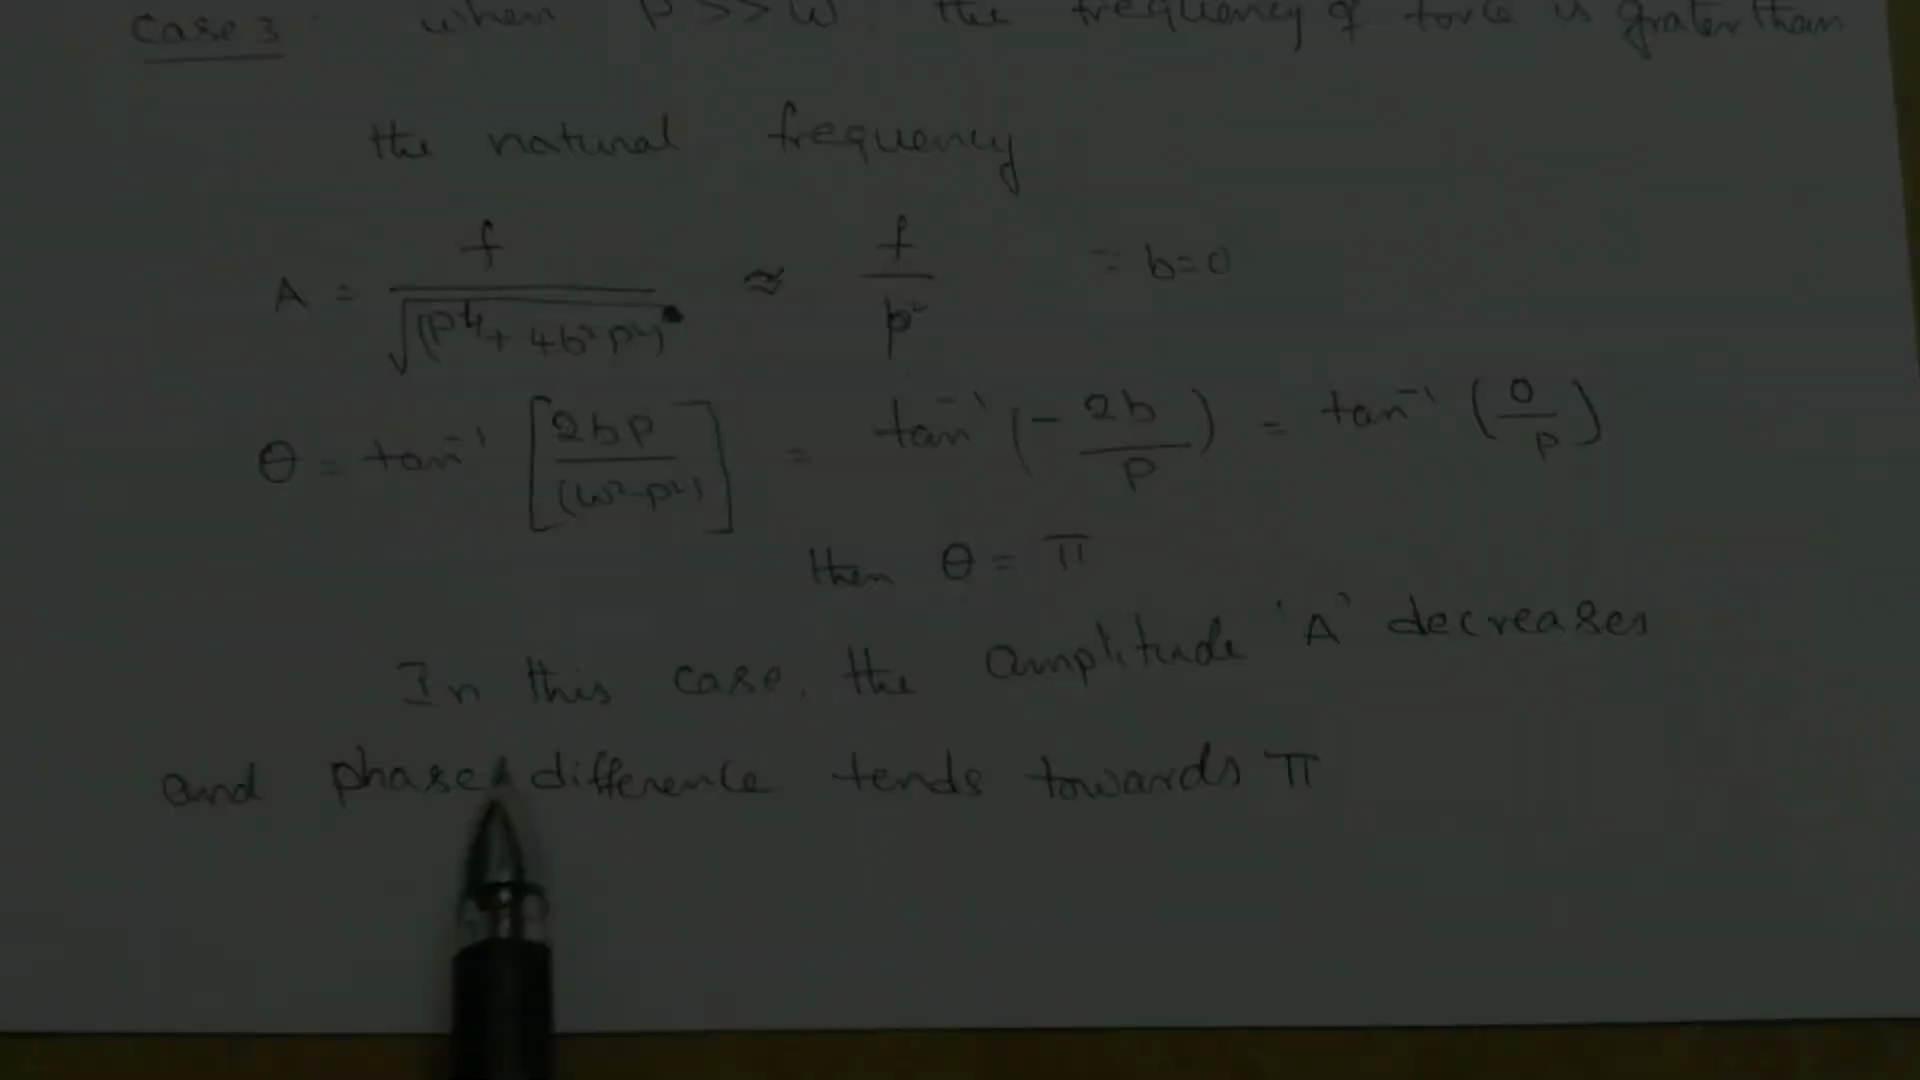 Case 3 when P >> W. the frequency of force is grater than
the natural frequency
A = f / √(P⁴ + 4b²P²) ≈ f / p² = b=0
θ = tan⁻¹ [2bP / (W²-P²)] = tan⁻¹ (- 2b / P) = tan⁻¹ (0 / P)
then θ = π
In this case, the amplitude 'A' decreases
and phase difference tends towards π